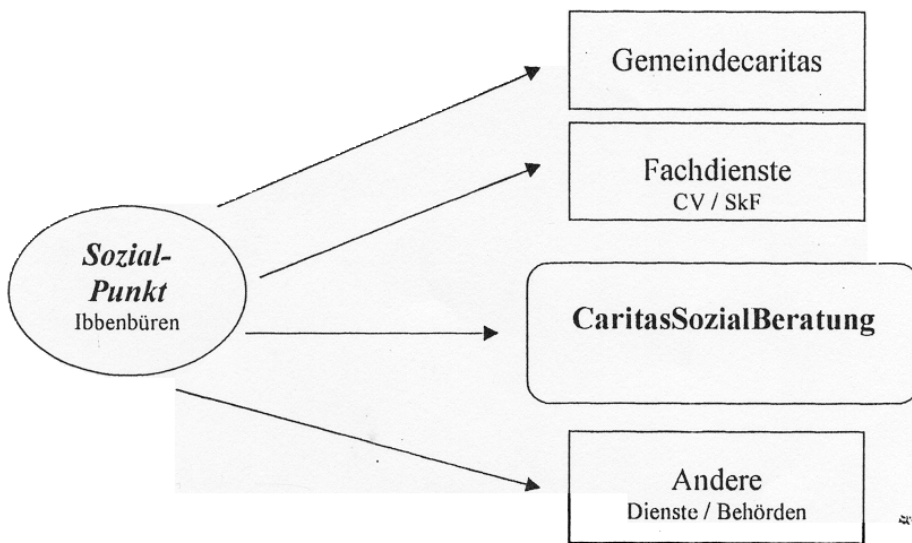 Gemeindecaritas
Fachdienste
CV / SkF
Sozial-
Punkt
Ibbenbüren
CaritasSozialBeratung
Andere
Dienste / Behörden